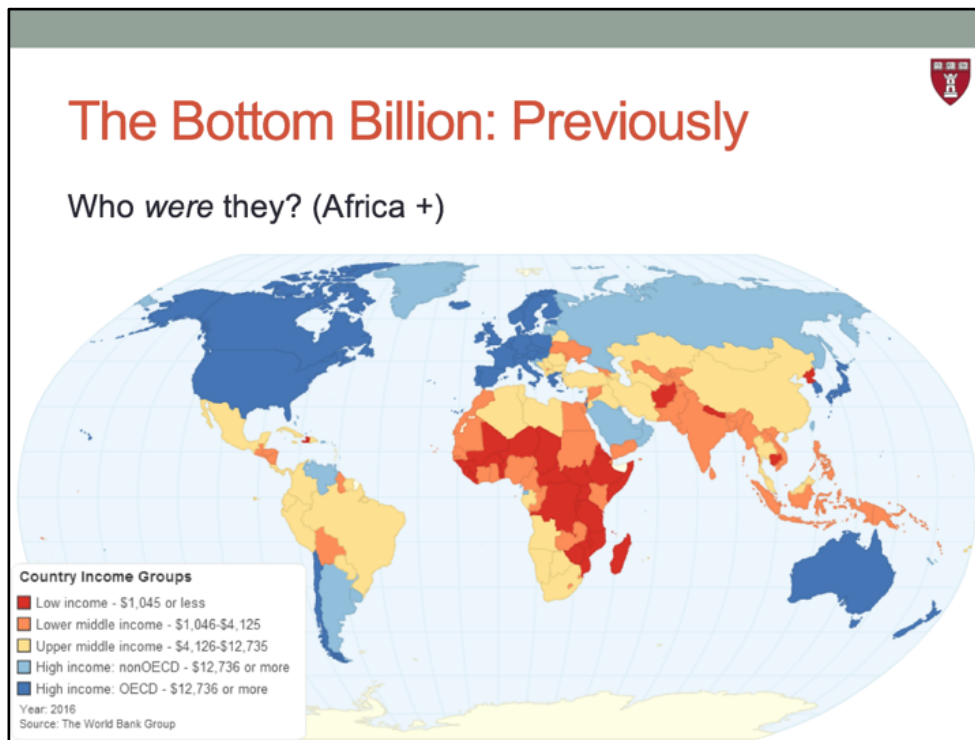 The Bottom Billion: Previously
Who were they? (Africa +)
Country Income Groups
Low income - $1,045 or less
Lower middle income - $1,046-$4,125
Upper middle income - $4,126-$12,735
High income: nonOECD - $12,736 or more
High income: OECD - $12,736 or more
Year: 2016
Source: The World Bank Group